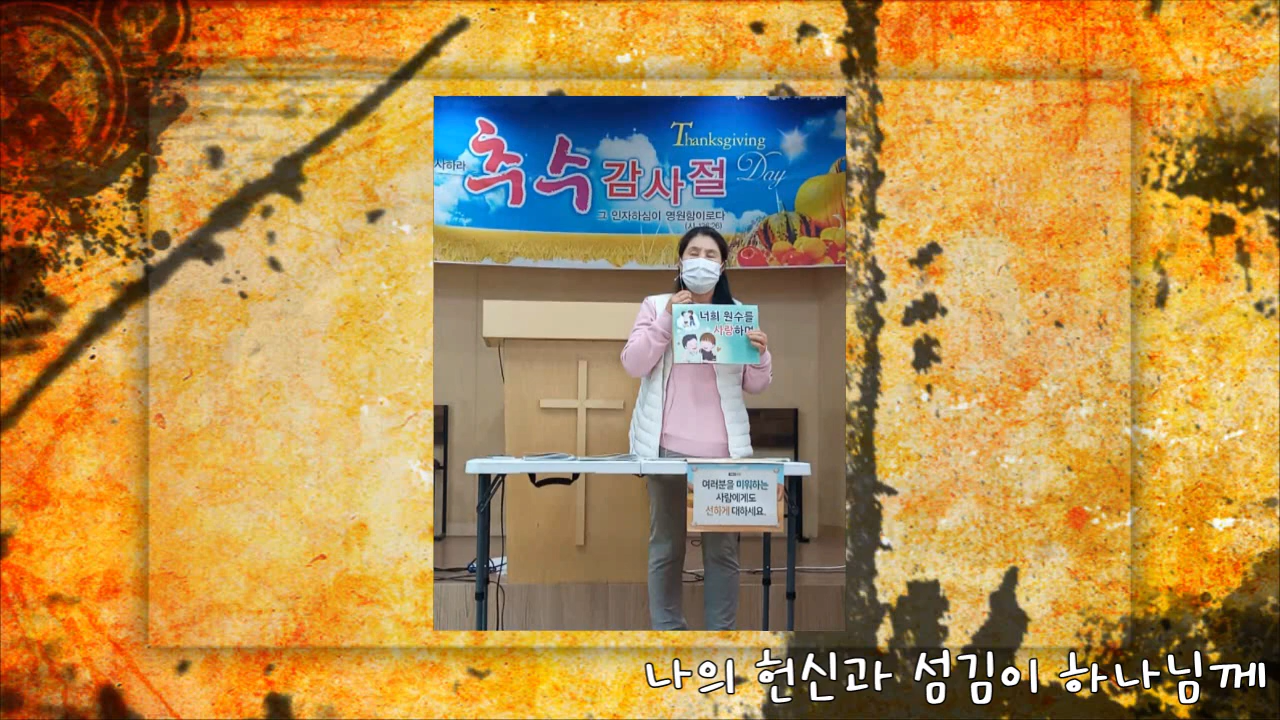 Thanksgiving
Day
사하라
추수감사절
그 인자하심이 영원함이로다
너희 원수를
사랑하며
여러분을 미워하는
사람에게도
선하게 대하세요.
나의 헌신과 섬김이 하나님께